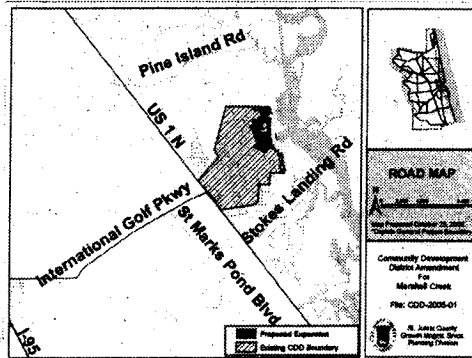 Pine Island Rd
US 1 N
International Golf Pkwy
Stokes Landing Rd
St Marks Pond Blvd
I-95
Proposed Expansion
Existing CDD Boundary
ROAD MAP
Community Development
District Amendment
For
Marshall Creek
File: CDD-2005-01
St. Johns County
Growth Mngmt. Svcs.
Planning Division